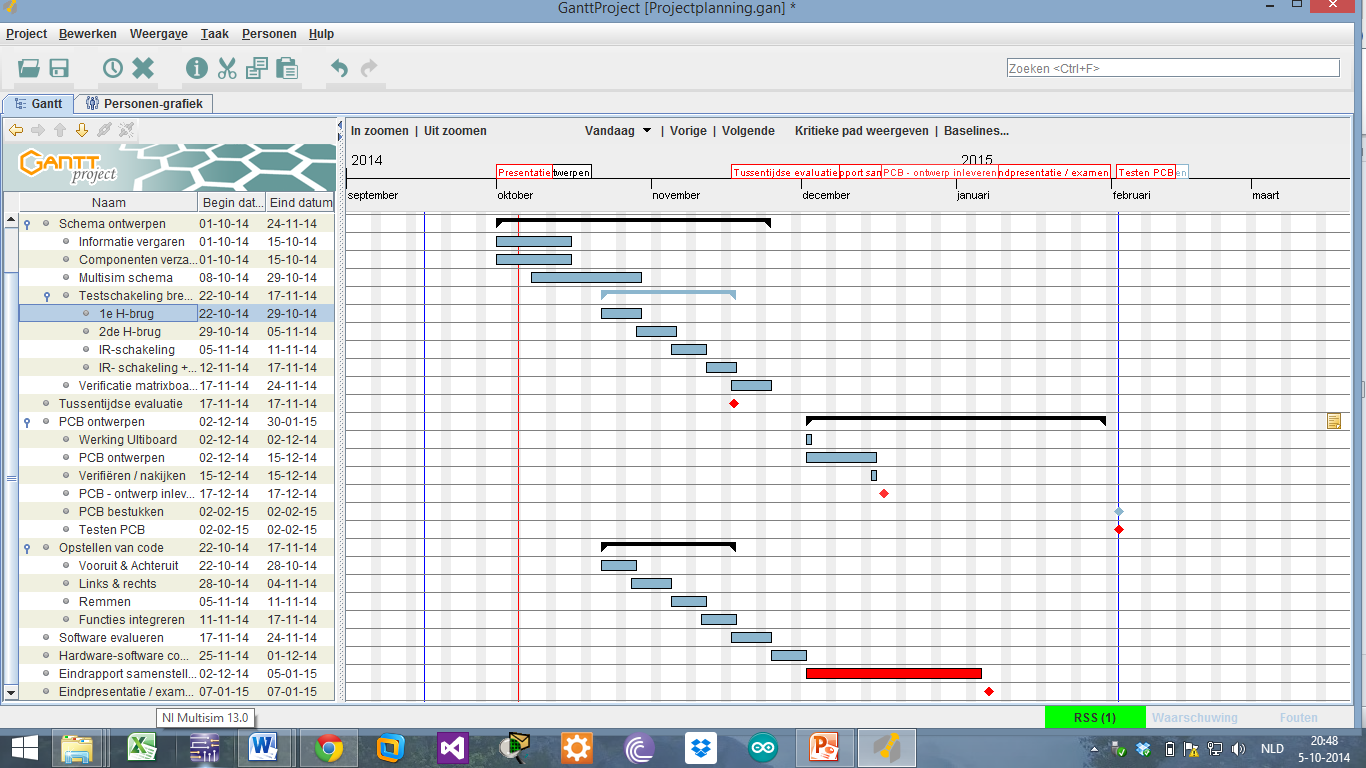 GanttProject [Projectplanning.gan] *
Project Bewerken Weergave Taak Personen Hulp
Zoeken <Ctrl+F>
Gantt Personen-grafiek
In zoomen | Uit zoomen Vandaag | Vorige | Volgende Kritieke pad weergeven | Baselines...
GANTT project
2014 2015
Presentatie twerpen Tussentijdse evaluatie pport san PCB - ontwerp inleveren ndpresentatie / examen Testen PCB en
Naam Begin dat... Eind datum
september oktober november december januari februari maart
Schema ontwerpen 01-10-14 24-11-14
Informatie vergaren 01-10-14 15-10-14
Componenten verza... 01-10-14 15-10-14
Multisim schema 08-10-14 29-10-14
Testschakeling bre... 22-10-14 17-11-14
1e H-brug 22-10-14 29-10-14
2de H-brug 29-10-14 05-11-14
IR-schakeling 05-11-14 11-11-14
IR- schakeling +... 12-11-14 17-11-14
Verificatie matrixboa... 17-11-14 24-11-14
Tussentijdse evaluatie 17-11-14 17-11-14
PCB ontwerpen 02-12-14 30-01-15
Werking Ultiboard 02-12-14 02-12-14
PCB ontwerpen 02-12-14 15-12-14
Verifiëren / nakijken 15-12-14 15-12-14
PCB - ontwerp inlev... 17-12-14 17-12-14
PCB bestukken 02-02-15 02-02-15
Testen PCB 02-02-15 02-02-15
Opstellen van code 22-10-14 17-11-14
Vooruit & Achteruit 22-10-14 28-10-14
Links & rechts 28-10-14 04-11-14
Remmen 05-11-14 11-11-14
Functies integreren 11-11-14 17-11-14
Software evalueren 17-11-14 24-11-14
Hardware-software co... 25-11-14 01-12-14
Eindrapport samenstell... 02-12-14 05-01-15
Eindpresentatie / exam... 07-01-15 07-01-15
NI Multisim 13.0
RSS (1) Waarschuwing Fouten
NLD 20:48
5-10-2014